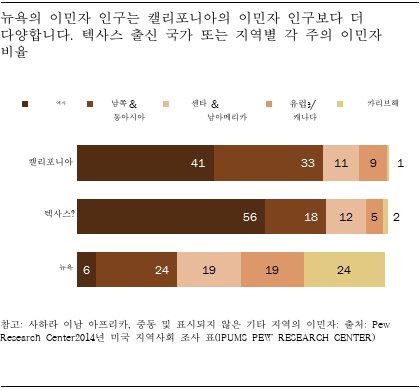 뉴욕의 이민자 인구는 캘리포니아의 이민자 인구보다 더
다양합니다. 텍사스 출신 국가 또는 지역별 각 주의 이민자
비율
남쪽 &
동아시아
센타 &
남아메리카
유럽:/
캐나다
카리브해
캘리포니아 41 33 11 9 1
텍사스? 56 18 12 5 2
뉴욕 6 24 19 19 24
참고: 사하라 이남 아프리카, 중동 및 표시되지 않은 기타 지역의 이민자: 출처: Pew
Research Center2014년 미국 지역사회 조사 표(IPUMS PEW RESEARCH CENTER)